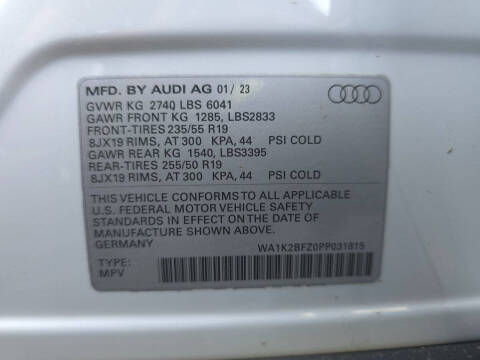 MFD. BY AUDI AG 01/ 23
GVWR KG 2740 LBS 6041
GAWR FRONT KG 1285, LBS2833
FRONT-TIRES 235/55 R19
8JX19 RIMS, AT 300 KPA, 44 PSI COLD
GAWR REAR KG 1540, LBS3395
REAR-TIRES 255/50 R19
8JX19 RIMS, AT 300 KPA, 44 PSI COLD
THIS VEHICLE CONFORMS TO ALL APPLICABLE
U.S. FEDERAL MOTOR VEHICLE SAFETY
STANDARDS IN EFFECT ON THE DATE OF
MANUFACTURE SHOWN ABOVE.
GERMANY WA1K2BFZ0PP031815
TYPE:
MPV